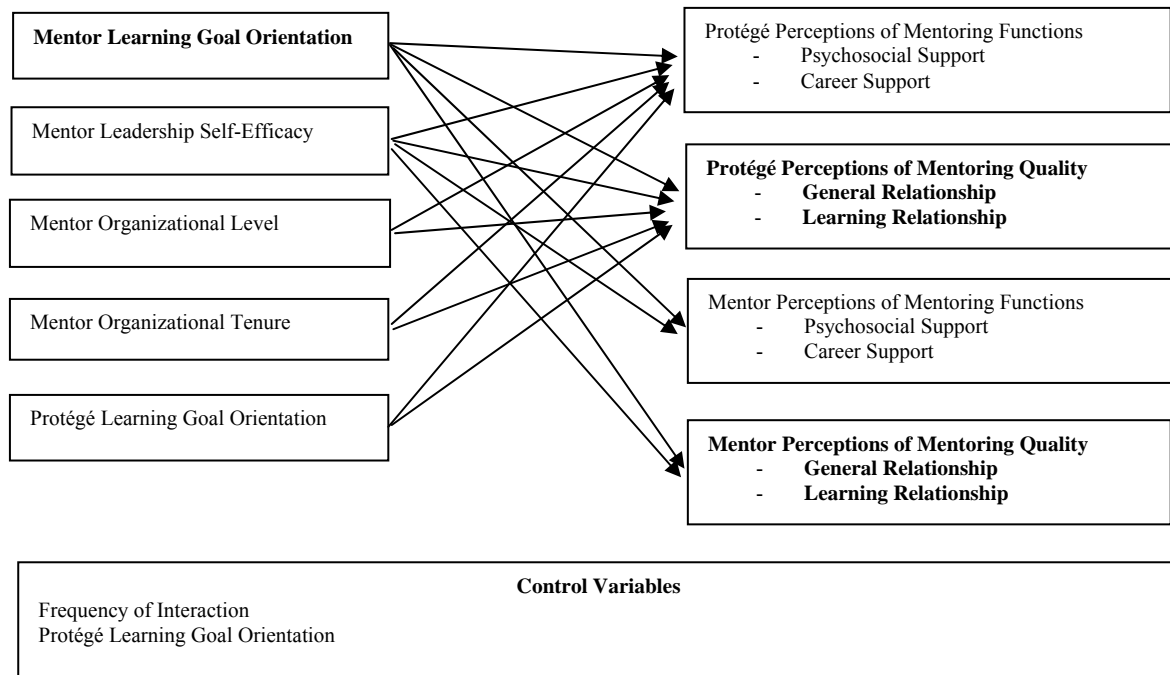 Mentor Learning Goal Orientation
Mentor Leadership Self-Efficacy
Mentor Organizational Level
Mentor Organizational Tenure
Protégé Learning Goal Orientation
Protégé Perceptions of Mentoring Functions
- Psychosocial Support
- Career Support
Protégé Perceptions of Mentoring Quality
- General Relationship
- Learning Relationship
Mentor Perceptions of Mentoring Functions
- Psychosocial Support
- Career Support
Mentor Perceptions of Mentoring Quality
- General Relationship
- Learning Relationship
Control Variables
Frequency of Interaction
Protégé Learning Goal Orientation